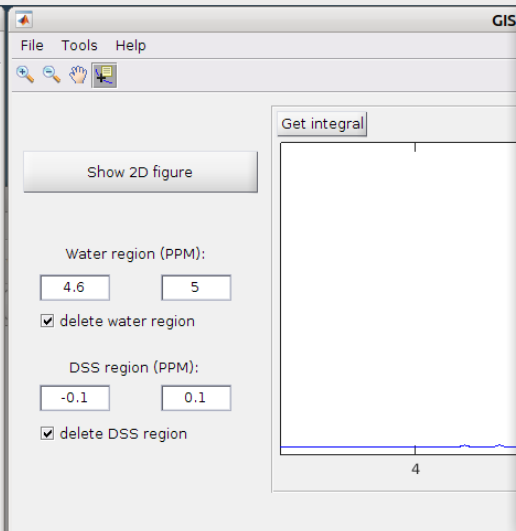 GIS
File Tools Help
Get integral
Show 2D figure
Water region (PPM):
4.6 5
delete water region
DSS region (PPM):
-0.1 0.1
delete DSS region
4